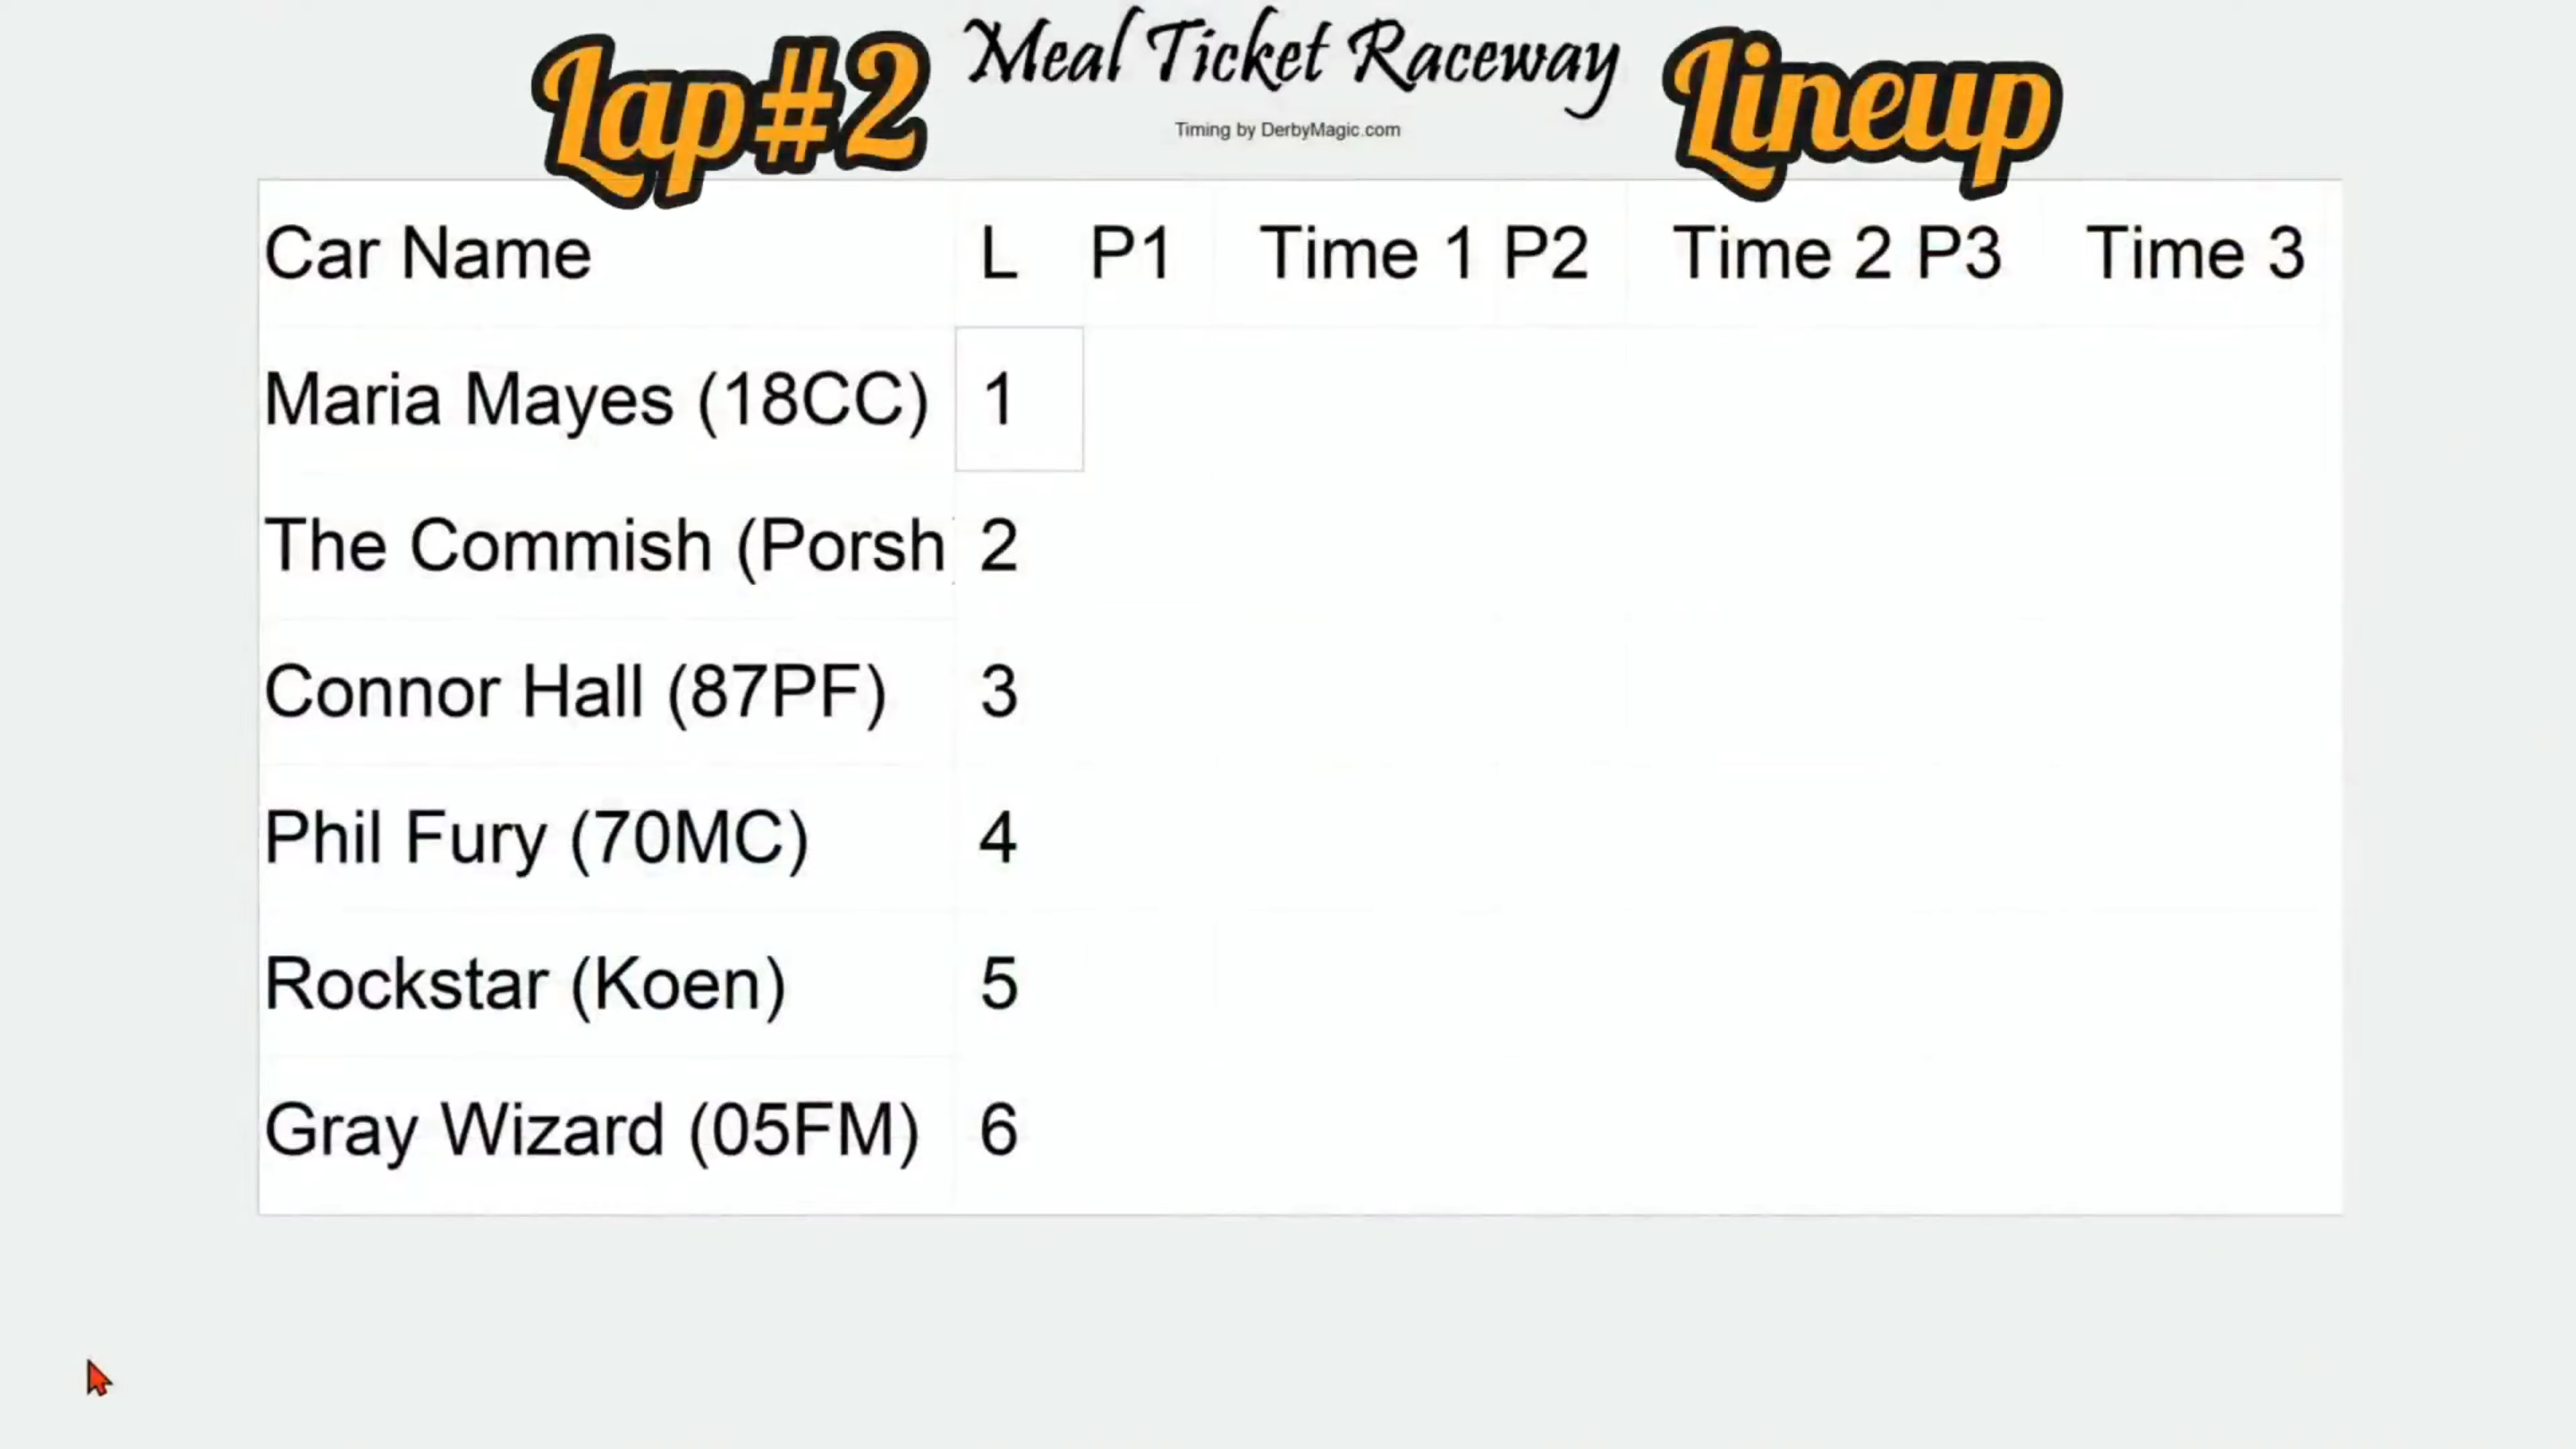 Lap#2 Meal Ticket Raceway Lineup
Timing by DerbyMagic.com
Car Name L P1 Time 1 P2 Time 2 P3 Time 3
Maria Mayes (18CC) 1
The Commish (Porsh 2
Connor Hall (87PF) 3
Phil Fury (70MC) 4
Rockstar (Koen) 5
Gray Wizard (05FM) 6